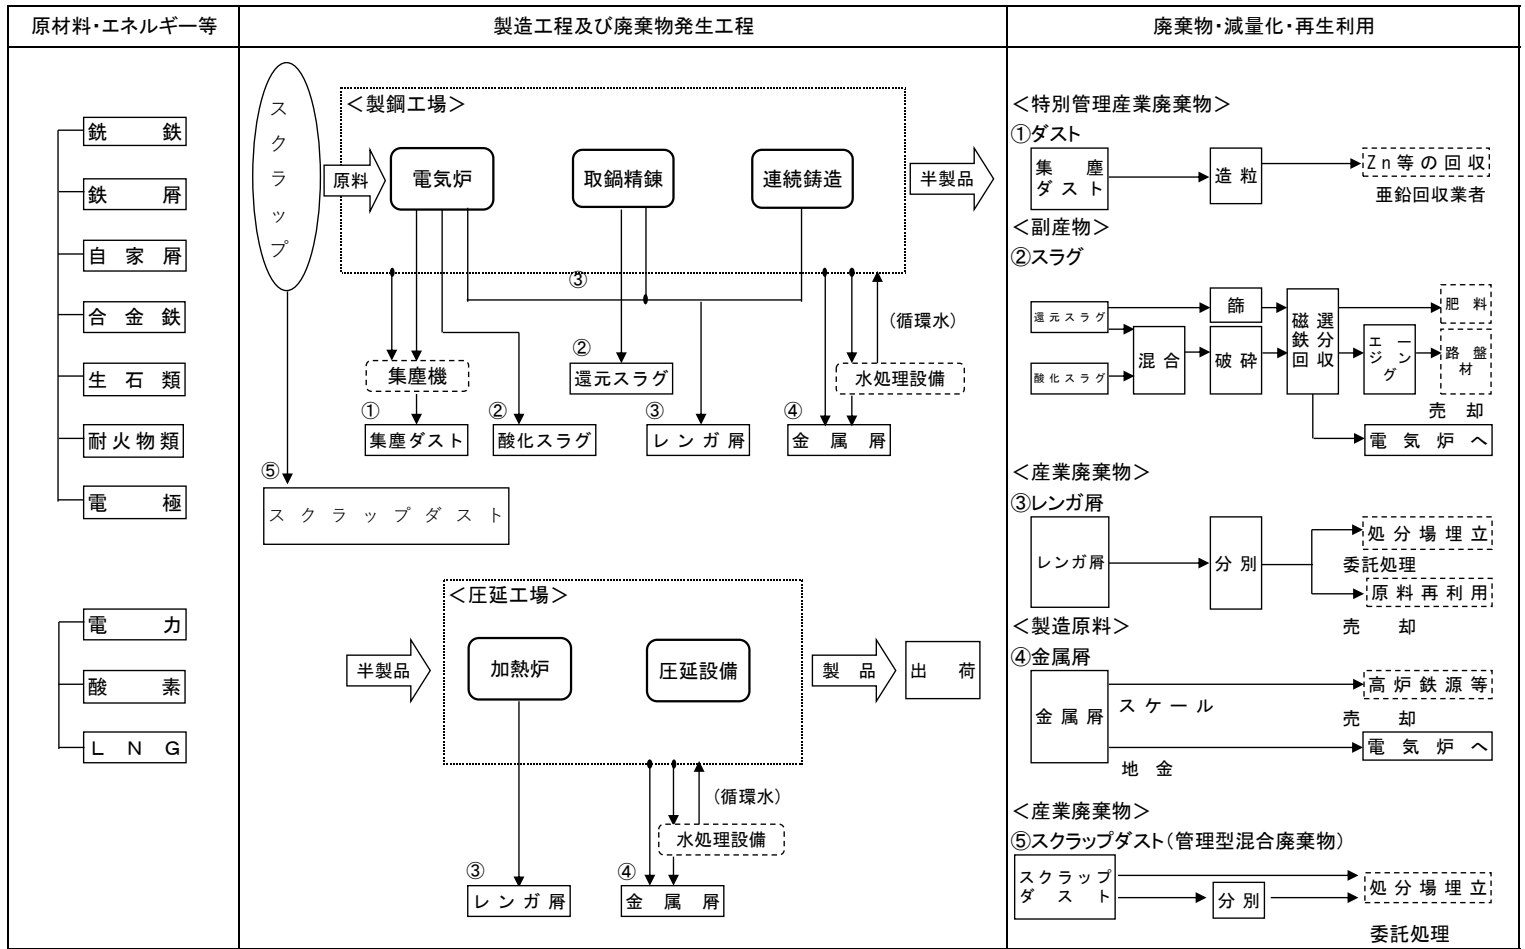 原材料・エネルギー等
製造工程及び廃棄物発生工程
廃棄物・減量化・再生利用
銑 鉄
鉄 屑
自 家 屑
合 金 鉄
生 石 類
耐火物類
電 極
電 力
酸 素
L N G
スクラップ
＜製鋼工場＞
原料
電気炉
取鍋精錬
連続鋳造
半製品
③
(循環水)
集塵機
②
還元スラグ
水処理設備
①
集塵ダスト
②
酸化スラグ
③
レンガ屑
④
金 属 屑
⑤
スクラップダスト
＜圧延工場＞
半製品
加熱炉
圧延設備
製 品
出 荷
(循環水)
水処理設備
③
レンガ屑
④
金 属 屑
＜特別管理産業廃棄物＞
①ダスト
集 塵
ダスト
造粒
Zn等の回収
亜鉛回収業者
＜副産物＞
②スラグ
還元スラグ
酸化スラグ
混合
篩
破砕
磁選
鉄分
回収
エー
ジン
グ
肥料
路盤
材
売 却
電 気 炉 へ
＜産業廃棄物＞
③レンガ屑
レンガ屑
分別
処分場埋立
委託処理
原料再利用
売 却
＜製造原料＞
④金属屑
金属屑
スケール
高炉鉄源等
売 却
電 気 炉 へ
地 金
＜産業廃棄物＞
⑤スクラップダスト(管理型混合廃棄物)
スクラップ
ダ ス ト
分別
処分場埋立
委託処理